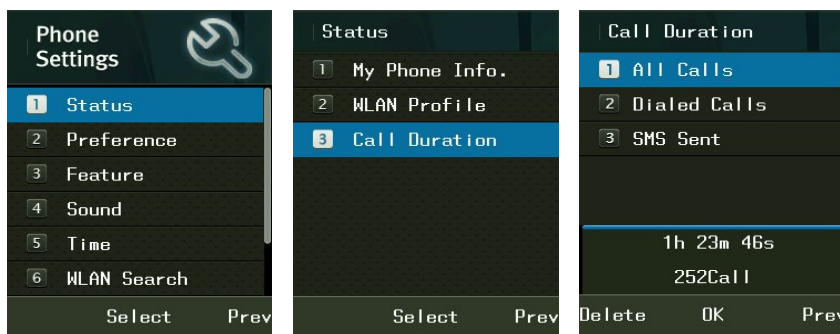 Phone
Settings
1 Status
2 Preference
3 Feature
4 Sound
5 Time
6 WLAN Search
Select Prev
Status
1 My Phone Info.
2 WLAN Profile
3 Call Duration
Select Prev
Call Duration
1 All Calls
2 Dialed Calls
3 SMS Sent
1h 23m 46s
252Call
Delete OK Prev